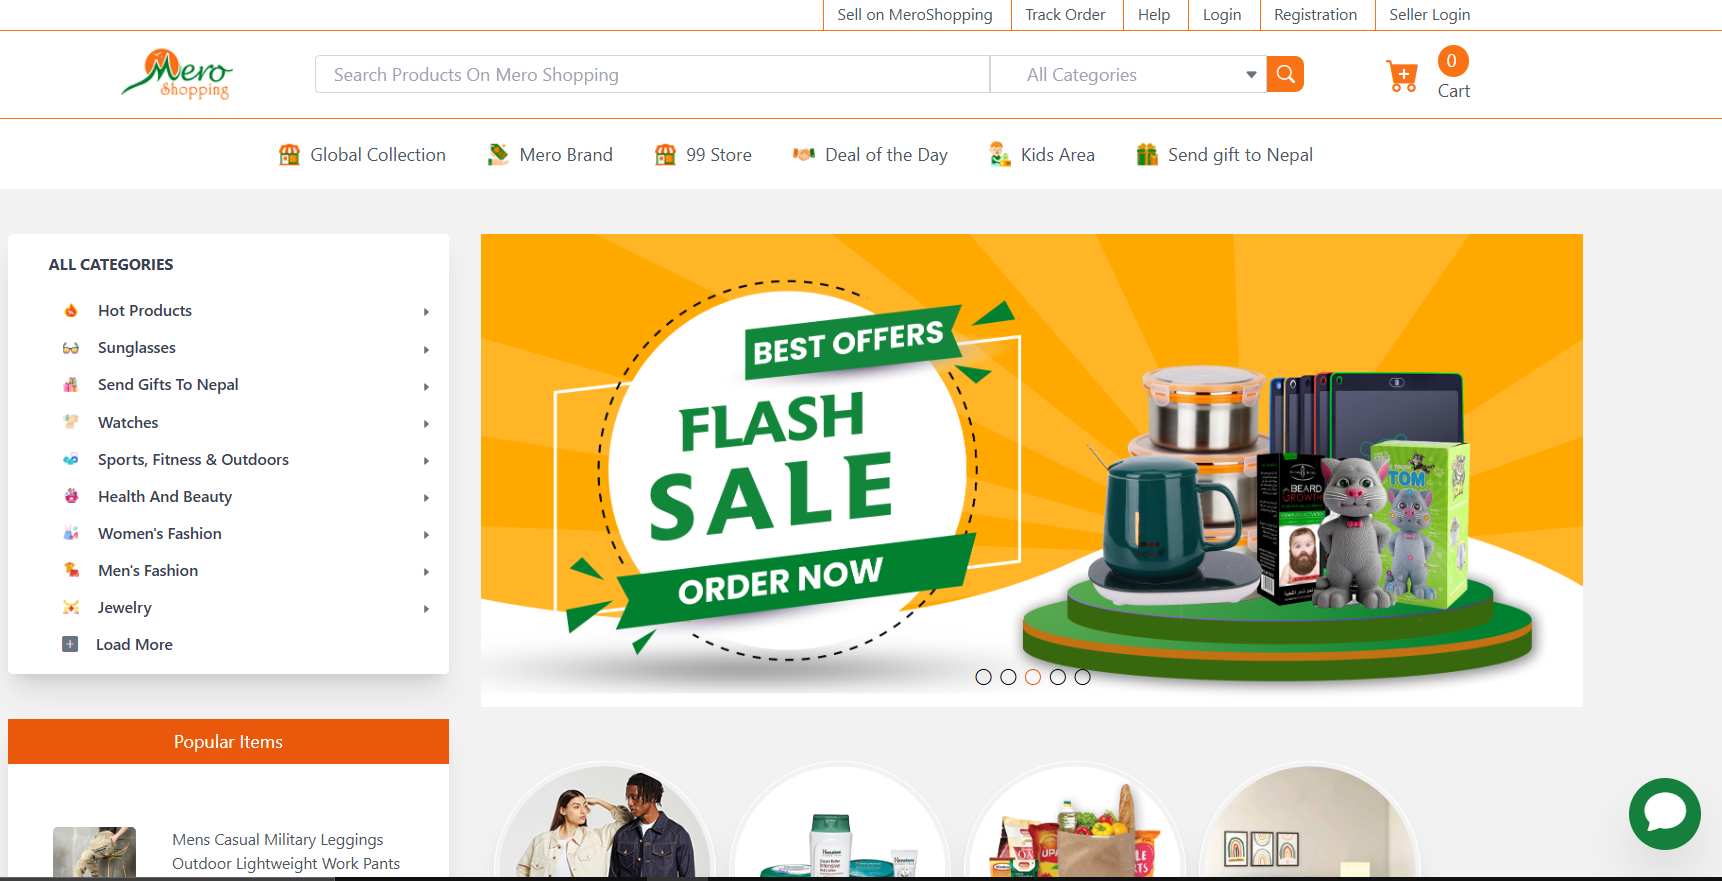 Sell on MeroShopping
Track Order
Help
Login
Registration
Seller Login
Mero
Shopping
Search Products On Mero Shopping
All Categories
0
Cart
Global Collection
Mero Brand
99 Store
Deal of the Day
Kids Area
Send gift to Nepal
ALL CATEGORIES
Hot Products
Sunglasses
Send Gifts To Nepal
Watches
Sports, Fitness & Outdoors
Health And Beauty
Women's Fashion
Men's Fashion
Jewelry
Load More
BEST OFFERS
FLASH
SALE
ORDER NOW
BEARD
GROWTH
TOM
Popular Items
Mens Casual Military Leggings
Outdoor Lightweight Work Pants
Himalaya
Himalaya